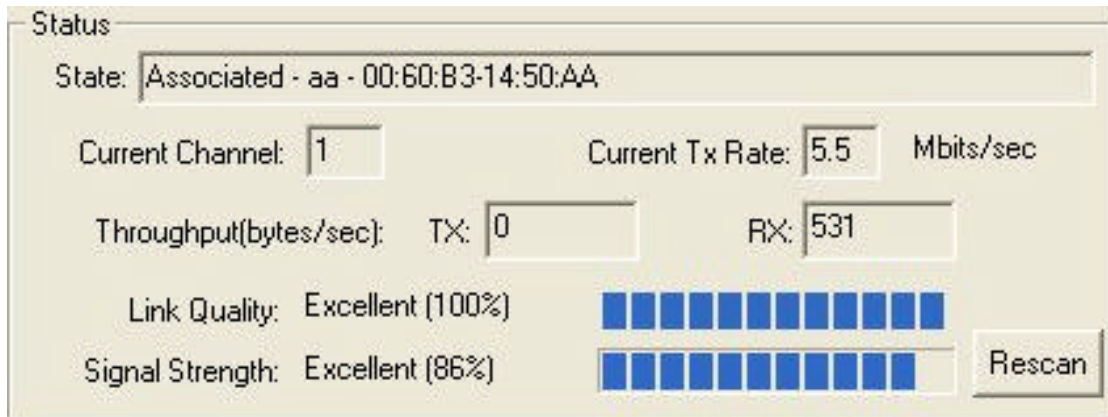 Status
State: Associated - aa - 00:60:B3-14:50:AA
Current Channel: 1 Current Tx Rate: 5.5 Mbits/sec
Throughput(bytes/sec): TX: 0 RX: 531
Link Quality: Excellent (100%)
Signal Strength: Excellent (86%) Rescan